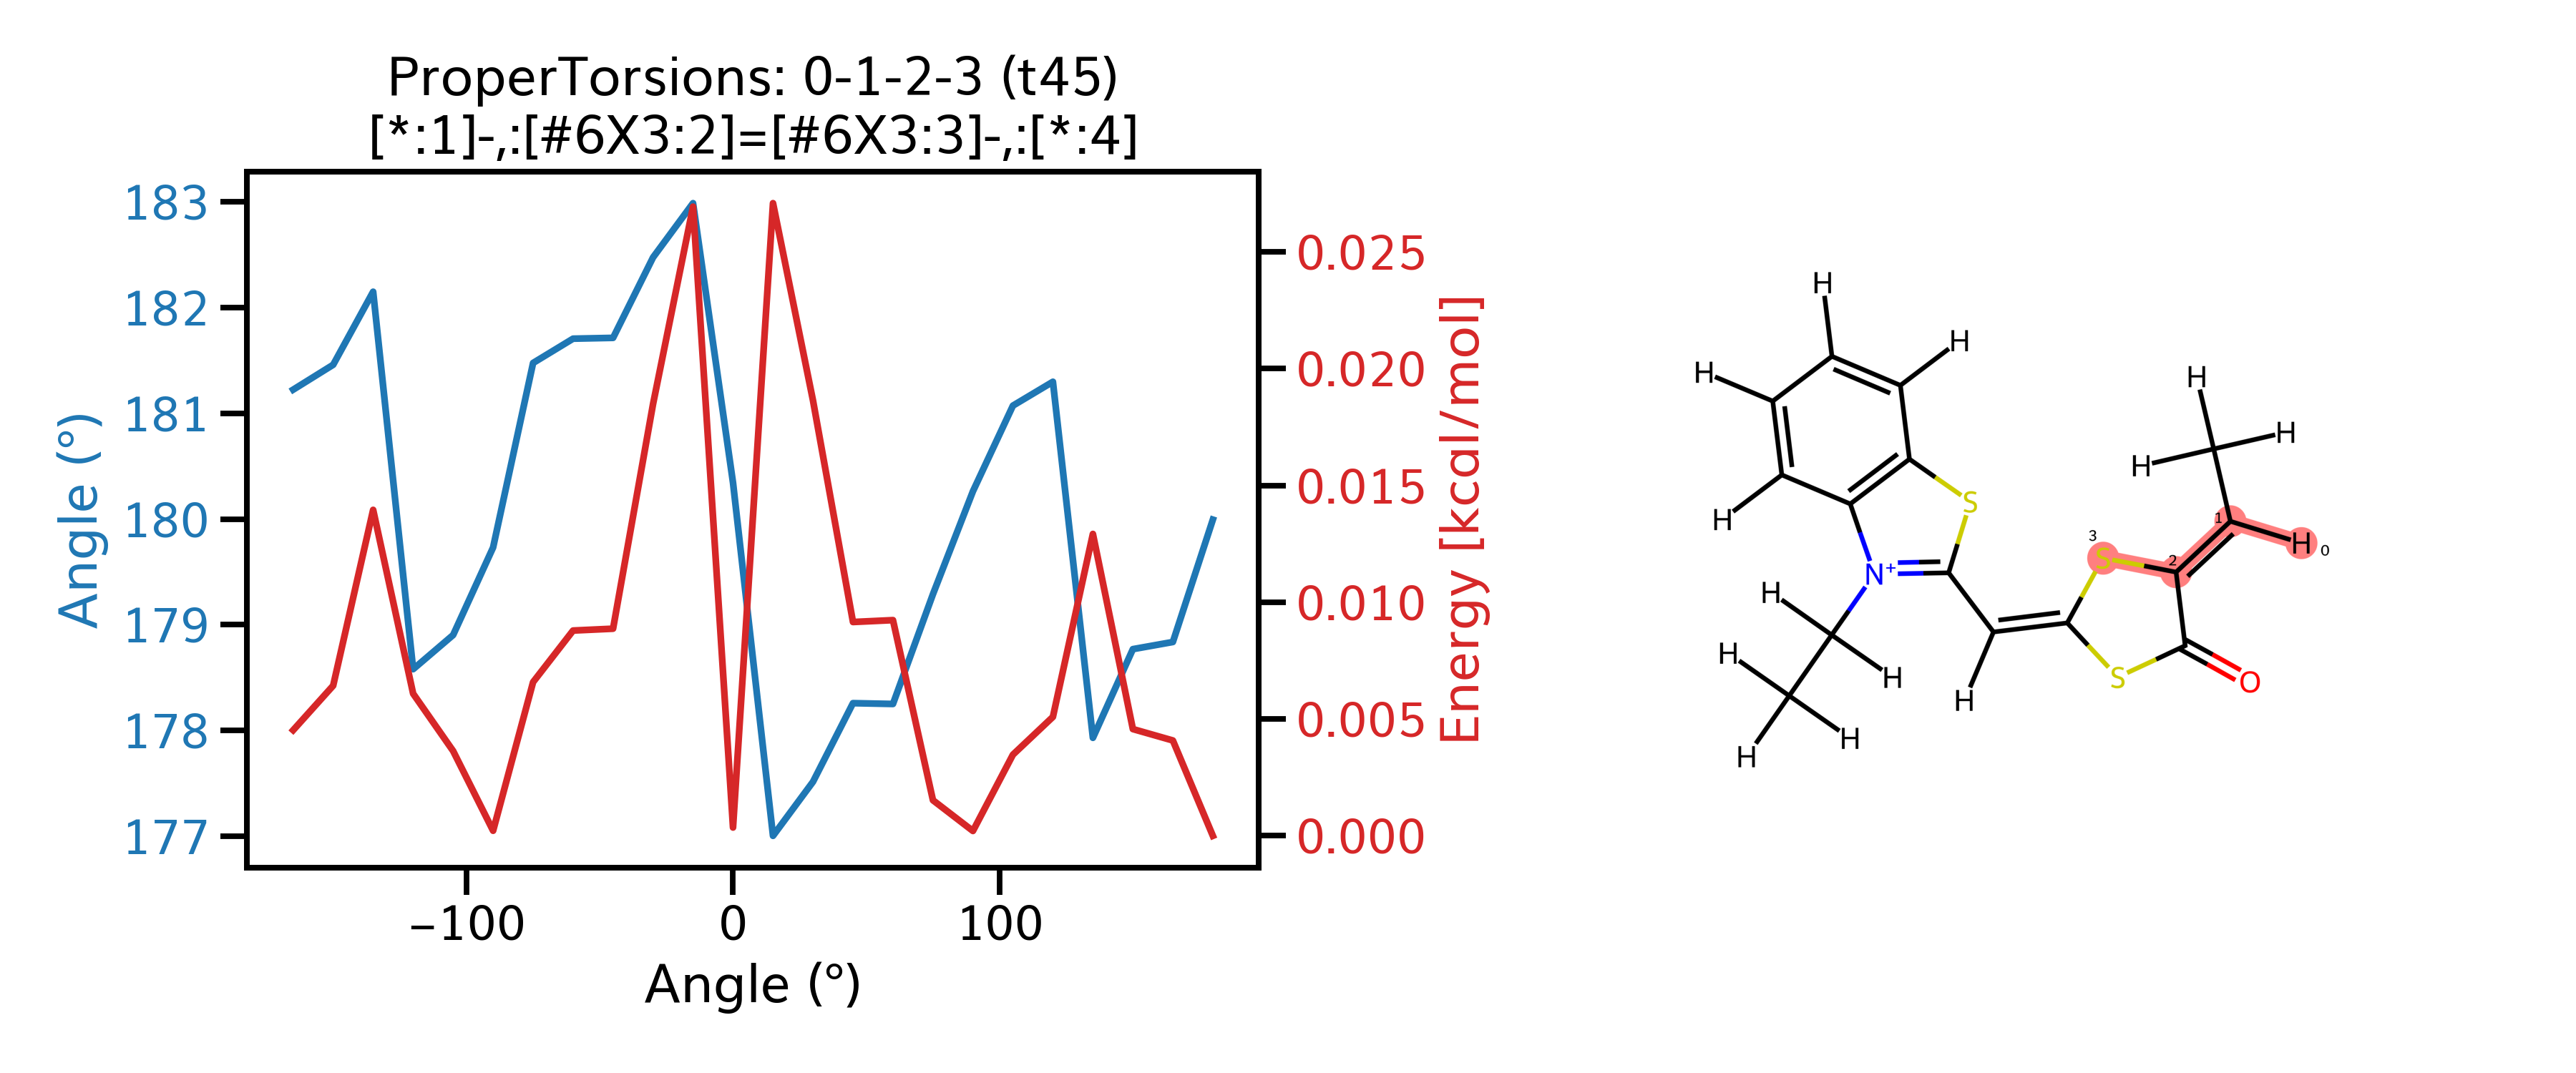 ProperTorsions: 0-1-2-3 (t45)
[*:1]-,:[#6X3:2]=[#6X3:3]-,:[*:4]
183
182
181
180
179
178
177
Angle (°)
0.025
0.020
0.015
0.010
0.005
0.000
Energy [kcal/mol]
−100
0
100
Angle (°)
H
H
H
H
H
H
H
S
1
H
0
3
S
2
N+
H
H
H
H
S
O
H
H